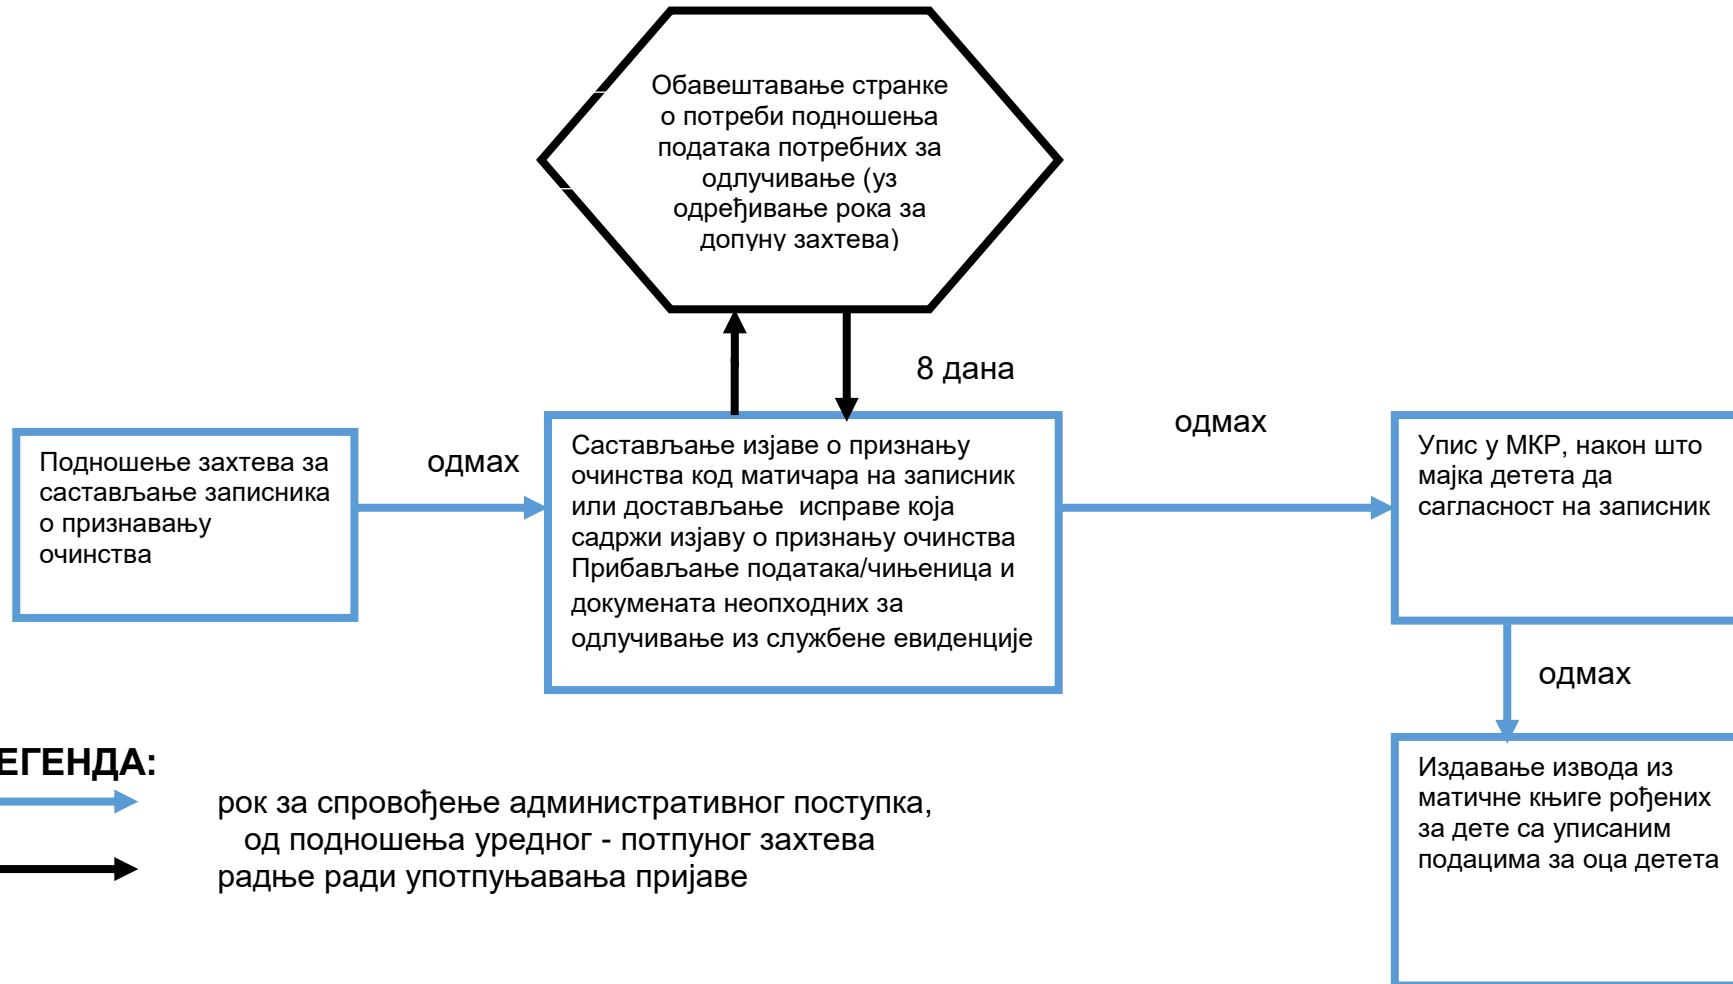 Обавештавање странке
о потреби подношења
података потребних за
одлучивање (уз
одређивање рока за
допуну захтева)
8 дана
Подношење захтева за
састављање записника
о признавању
очинства
одмах
Састављање изјаве о признању
очинства код матичара на записник
или достављање  исправе која
садржи изјаву о признању очинства
Прибављање података/чињеница и
докумената неопходних за
одлучивање из службене евиденције
одмах
Упис у МКР, након што
мајка детета да
сагласност на записник
одмах
Издавање извода из
матичне књиге рођених
за дете са уписаним
подацима за оца детета
ЕГЕНДА:
рок за спровођење административног поступка,
од подношења уредног - потпуног захтева
радње ради употпуњавања пријаве